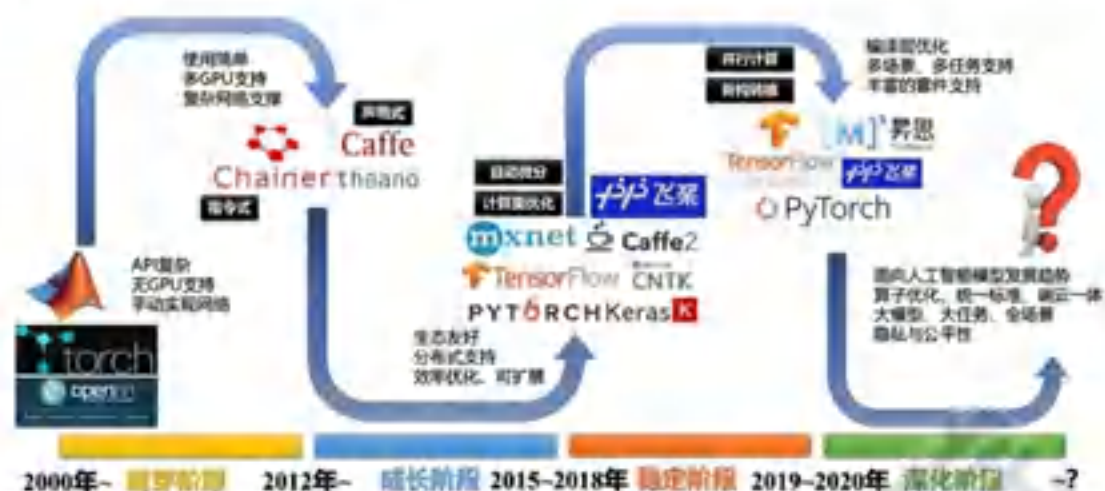 使用简单
多GPU支持
复杂网络支撑
声明式
Caffe
Chainer theano
指令式
API复杂
无GPU支持
手动实现网络
torch
自动微分
计算图优化
飞桨
mxnet Caffe2
TensorFlow CNTK
PYTORCH Keras K
生态友好
分布式支持
效率优化、可扩展
并行计算
编译层优化
多场景、多任务支持
丰富的套件支持
TensorFlow
[M]^s 昇思
飞桨
PyTorch
面向人工智能模型发展趋势
算子优化、统一标准、端云一体
大模型、大任务、全场景
隐私与公平性
2000年~ 萌芽阶段 2012年~ 成长阶段 2015~2018年 稳定阶段 2019~2020年 深化阶段 ~?